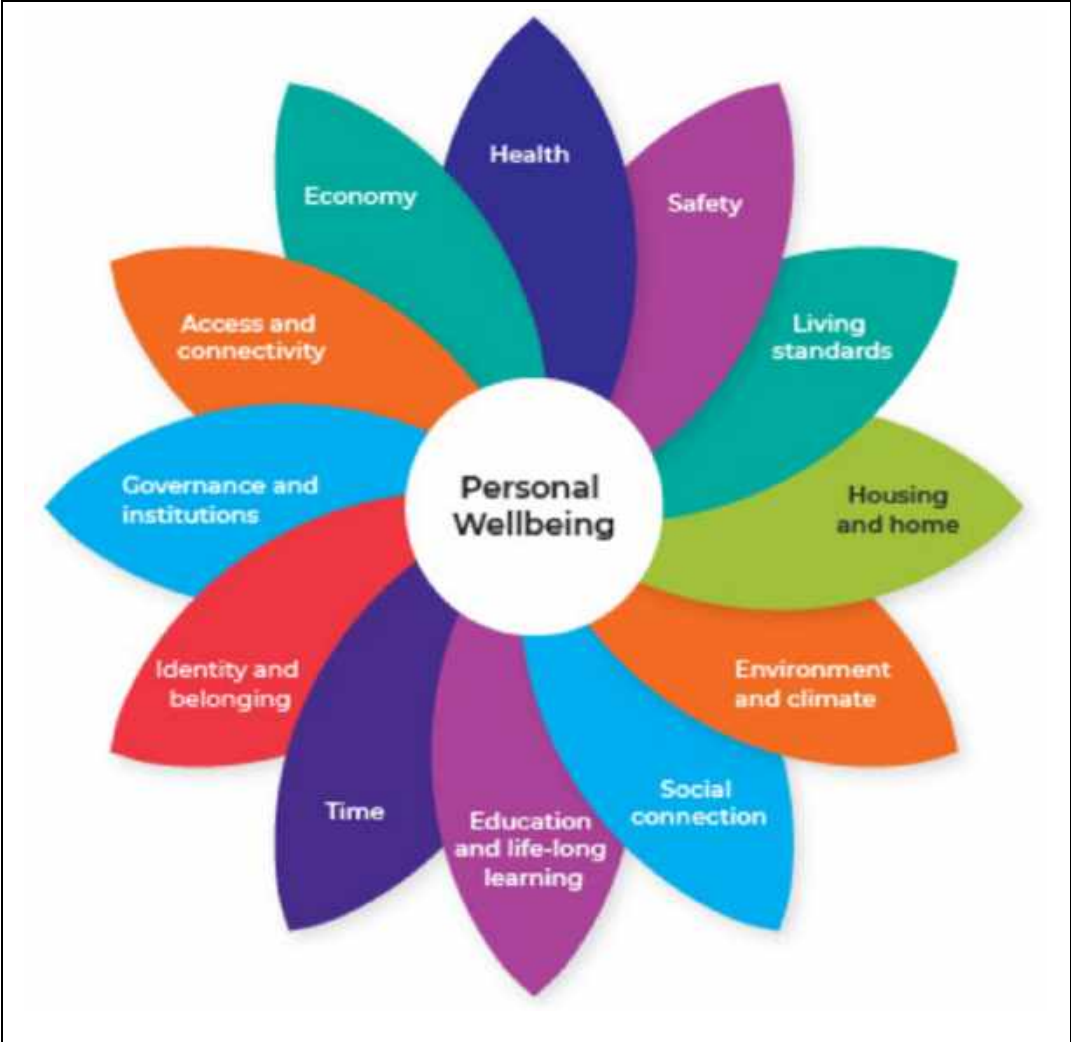 Health
Safety
Living
standards
Housing
and home
Environment
and climate
Social
connection
Education
and life-long
learning
Time
Identity and
belonging
Governance and
institutions
Access and
connectivity
Economy
Personal
Wellbeing